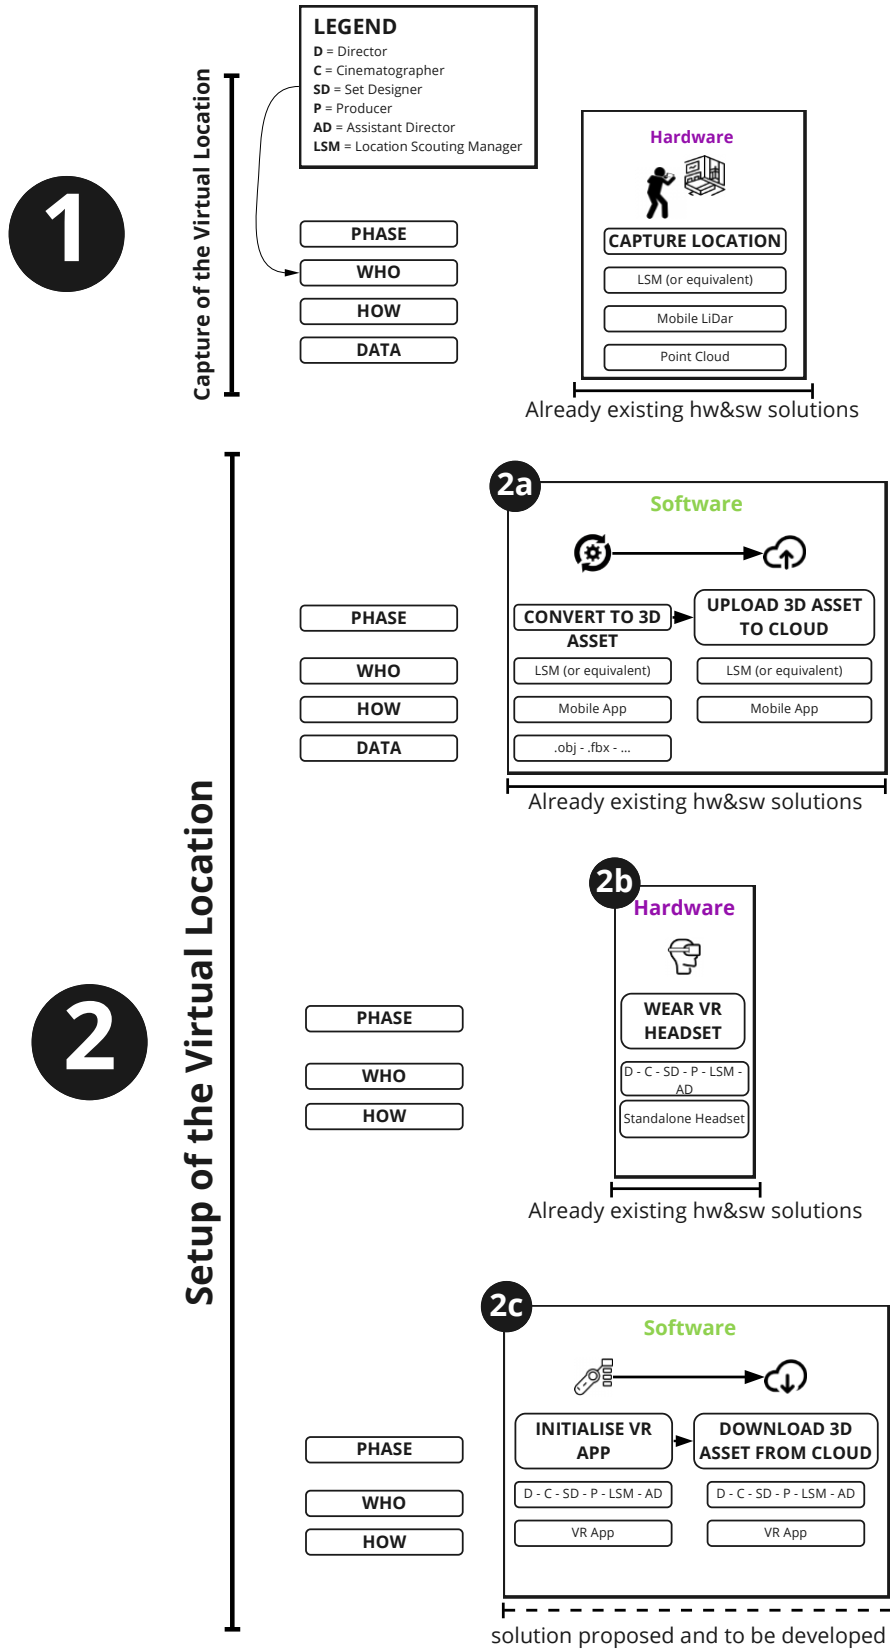 LEGEND
D = Director
C = Cinematographer
SD = Set Designer
P = Producer
AD = Assistant Director
LSM = Location Scouting Manager
1
Capture of the Virtual Location
PHASE
WHO
HOW
DATA
Hardware
CAPTURE LOCATION
LSM (or equivalent)
Mobile LiDar
Point Cloud
Already existing hw&sw solutions
2
Setup of the Virtual Location
2a
Software
PHASE
WHO
HOW
DATA
CONVERT TO 3D
ASSET
LSM (or equivalent)
Mobile App
.obj - .fbx - ...
UPLOAD 3D ASSET
TO CLOUD
LSM (or equivalent)
Mobile App
Already existing hw&sw solutions
2b
Hardware
PHASE
WHO
HOW
WEAR VR
HEADSET
D - C - SD - P - LSM -
AD
Standalone Headset
Already existing hw&sw solutions
2c
Software
PHASE
WHO
HOW
INITIALISE VR
APP
D - C - SD - P - LSM - AD
VR App
DOWNLOAD 3D
ASSET FROM CLOUD
D - C - SD - P - LSM - AD
VR App
solution proposed and to be developed